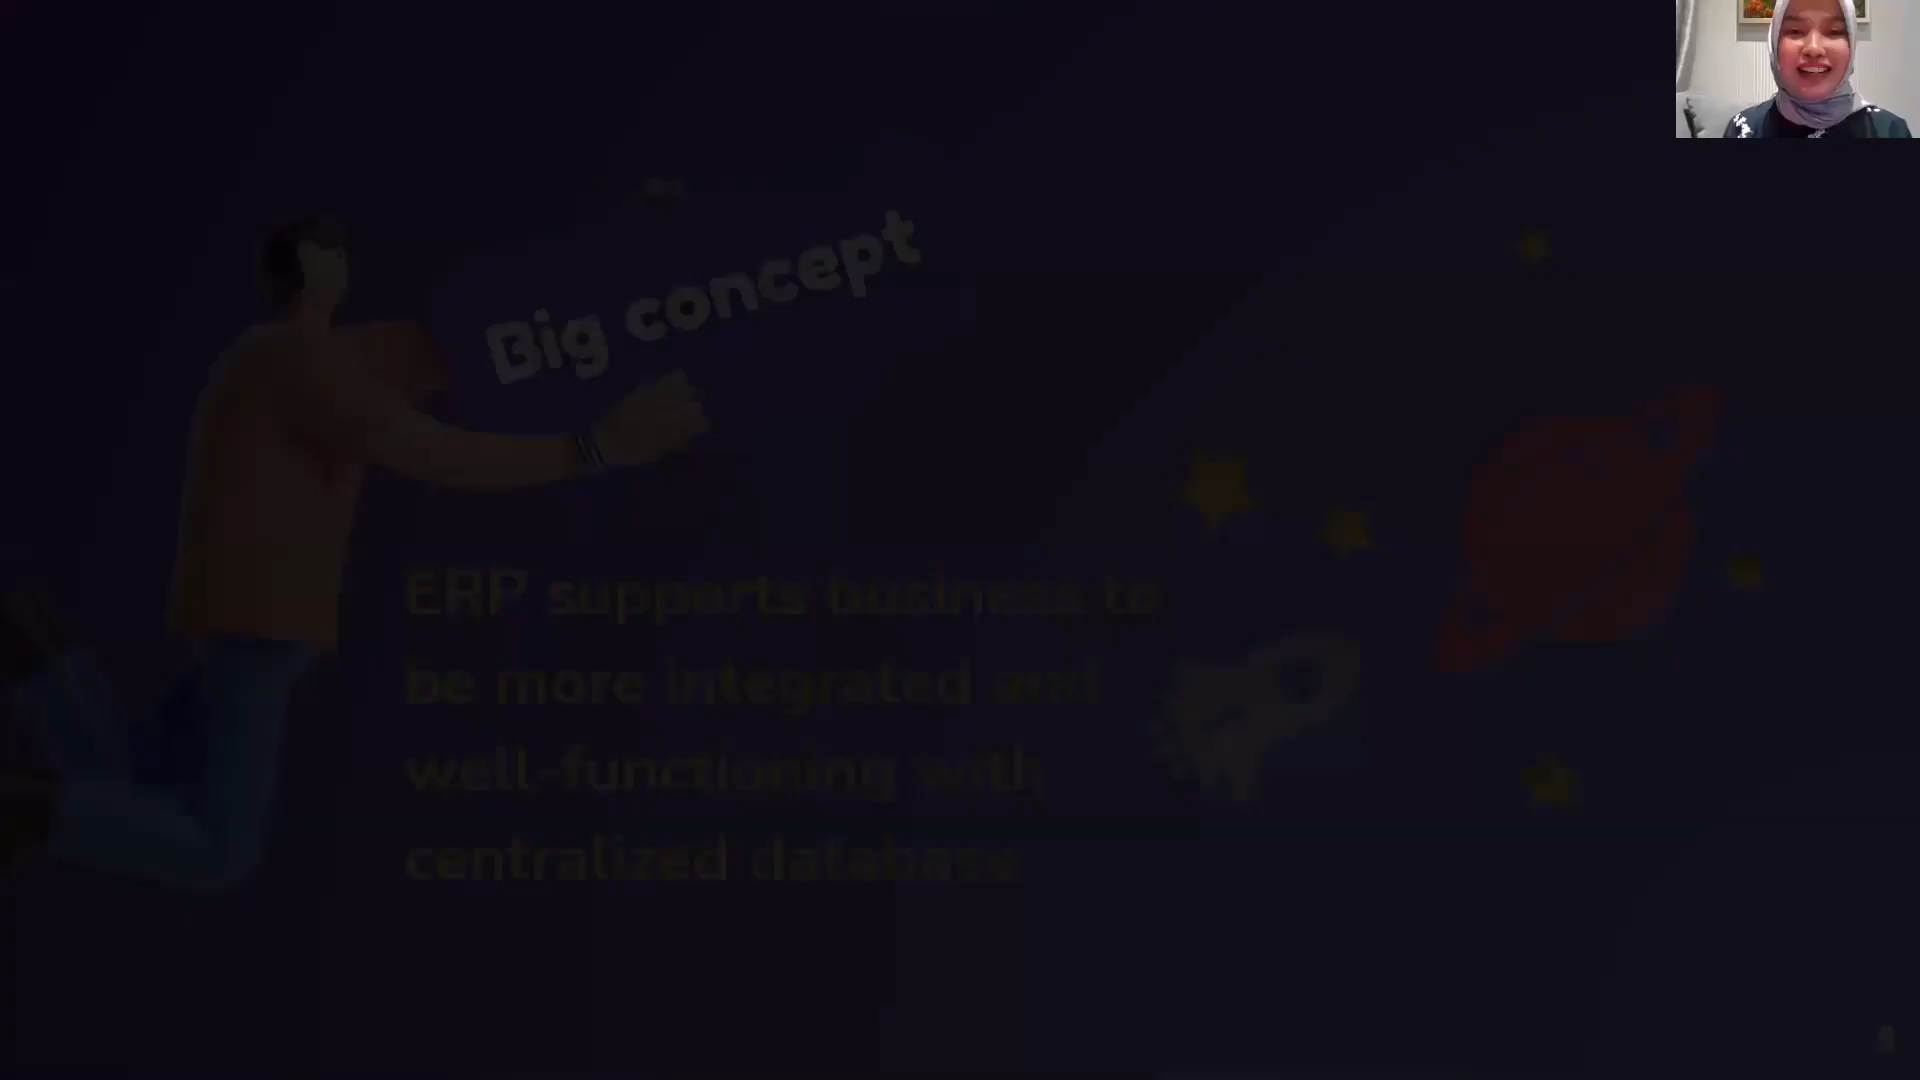 Big concept
ERP supports business to
be more integrated and
well-functioning with
centralized database